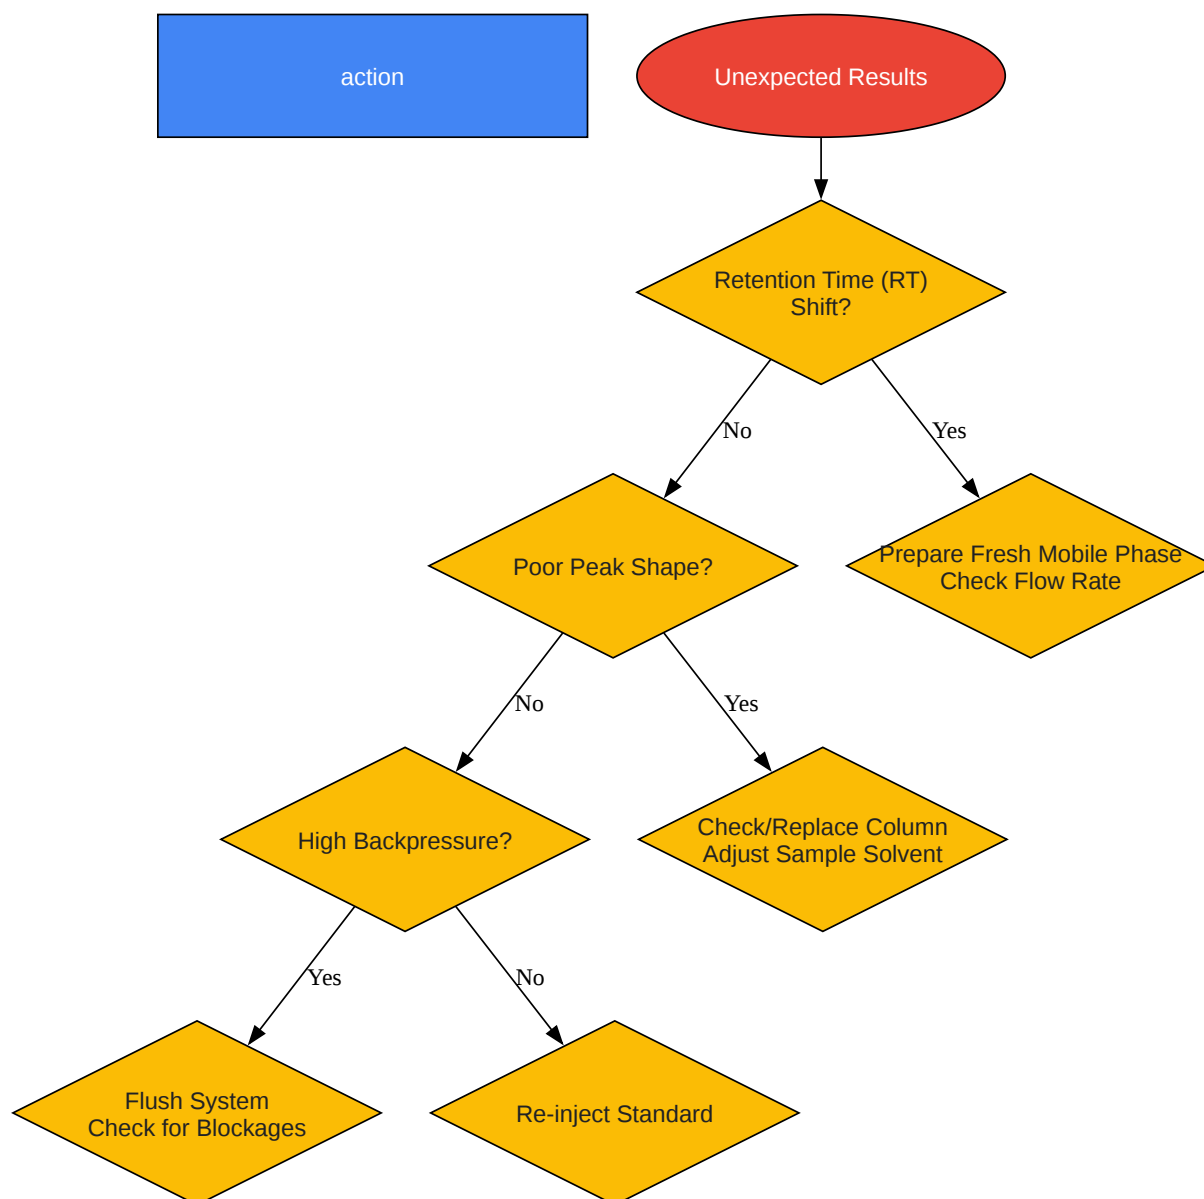 action
Unexpected Results
Retention Time (RT)
Shift?
No
Yes
Poor Peak Shape?
Prepare Fresh Mobile Phase
Check Flow Rate
No
Yes
High Backpressure?
Check/Replace Column
Adjust Sample Solvent
Yes
No
Flush System
Check for Blockages
Re-inject Standard